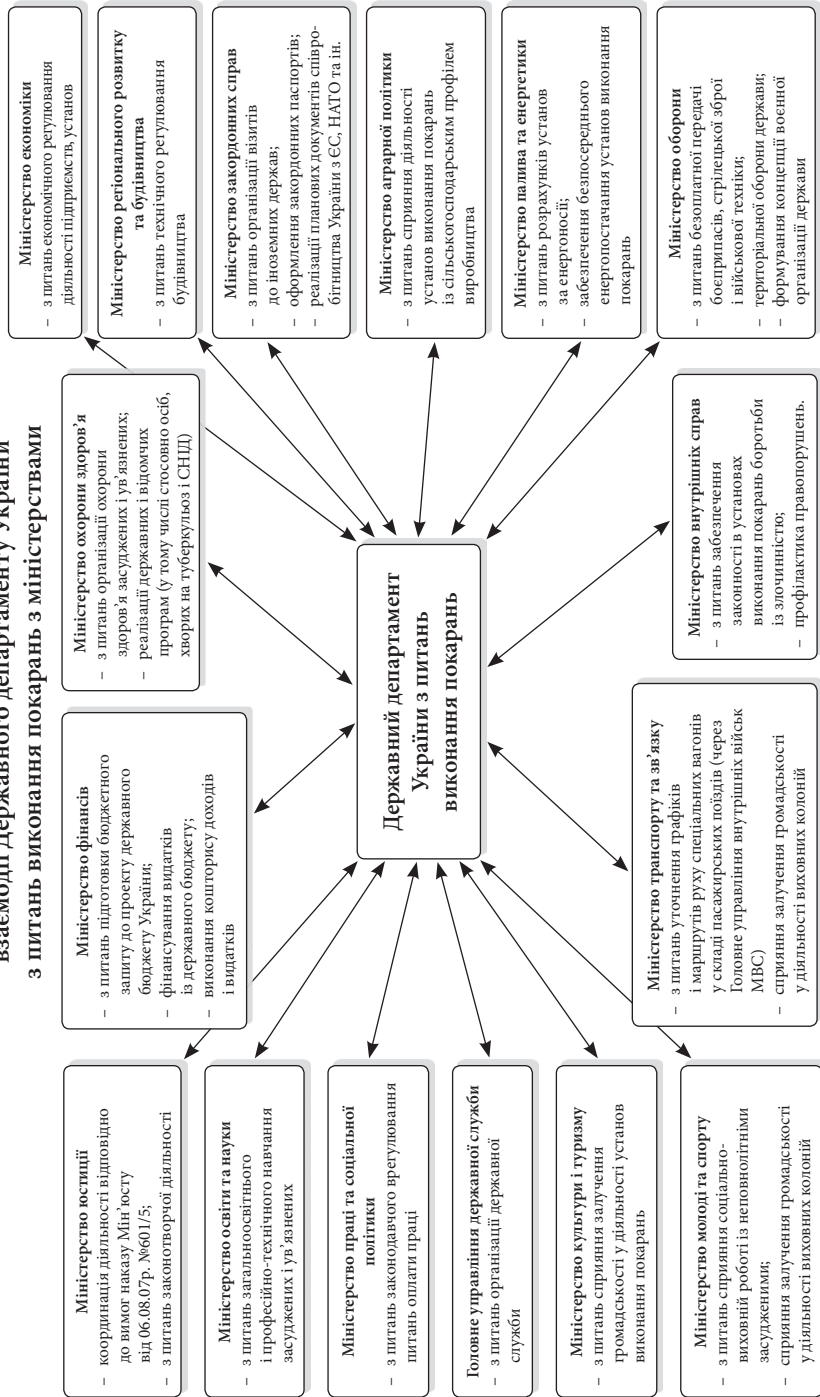 взаємодії Державного департаменту України
з питань виконання покарань з міністерствами
Міністерство юстиції
– координація діяльності відповідно
до вимог наказу Мін'юсту
від 06.08.07р. №601/5;
– з питань законотворчої діяльності
Міністерство освіти та науки
– з питань загальноосвітнього
і професійно-технічного навчання
засуджених і ув'язнених
Міністерство праці та соціальної
політики
– з питань законодавчого врегулювання
питань оплати праці
Головне управління державної служби
– з питань організації державної
служби
Міністерство культури і туризму
– з питань сприяння залучення
громадськості у діяльності установ
виконання покарань
Міністерство молоді та спорту
– з питань сприяння соціально-
виховній роботі із неповнолітніми
засудженими;
– сприяння залучення громадськості
у діяльності виховних колоній
Міністерство фінансів
– з питань підготовки бюджетного
запиту до проекту державного
бюджету України;
– фінансування видатків
із державного бюджету;
– виконання кошторису доходів
і видатків
Міністерство охорони здоров'я
– з питань організації охорони
здоров'я засуджених і ув'язнених;
– реалізації державних і відомчих
програм (у тому числі стосовно осіб,
хворих на туберкульоз і СНІД)
Державний департамент
України з питань
виконання покарань
Міністерство транспорту та зв'язку
– з питань уточнення графіків
і маршрутів руху спеціальних вагонів
у складі пасажирських поїздів (через
Головне управління внутрішніх військ
МВС)
– сприяння залучення громадськості
у діяльності виховних колоній
Міністерство внутрішніх справ
– з питань забезпечення
законності в установах
виконання покарань боротьби
із злочинністю;
– профілактика правопорушень.
Міністерство економіки
– з питань економічного регулювання
діяльності підприємств, установ
Міністерство регіонального розвитку
та будівництва
– з питань технічного регулювання
будівництва
Міністерство закордонних справ
– з питань організації візитів
до іноземних держав;
– оформлення закордонних паспортів;
– реалізації планових документів співро-
бітництва України з ЄС, НАТО та ін.
Міністерство аграрної політики
– з питань сприяння діяльності
установ виконання покарань
із сільськогосподарським профілем
виробництва
Міністерство палива та енергетики
– з питань розрахунків установ
за енергоносії;
– забезпечення безпосереднього
енергопостачання установ виконання
покарань
Міністерство оборони
– з питань безоплатної передачі
боєприпасів, стрілецької зброї
і військової техніки;
– територіальної оборони держави;
– формування концепції воєнної
організації держави